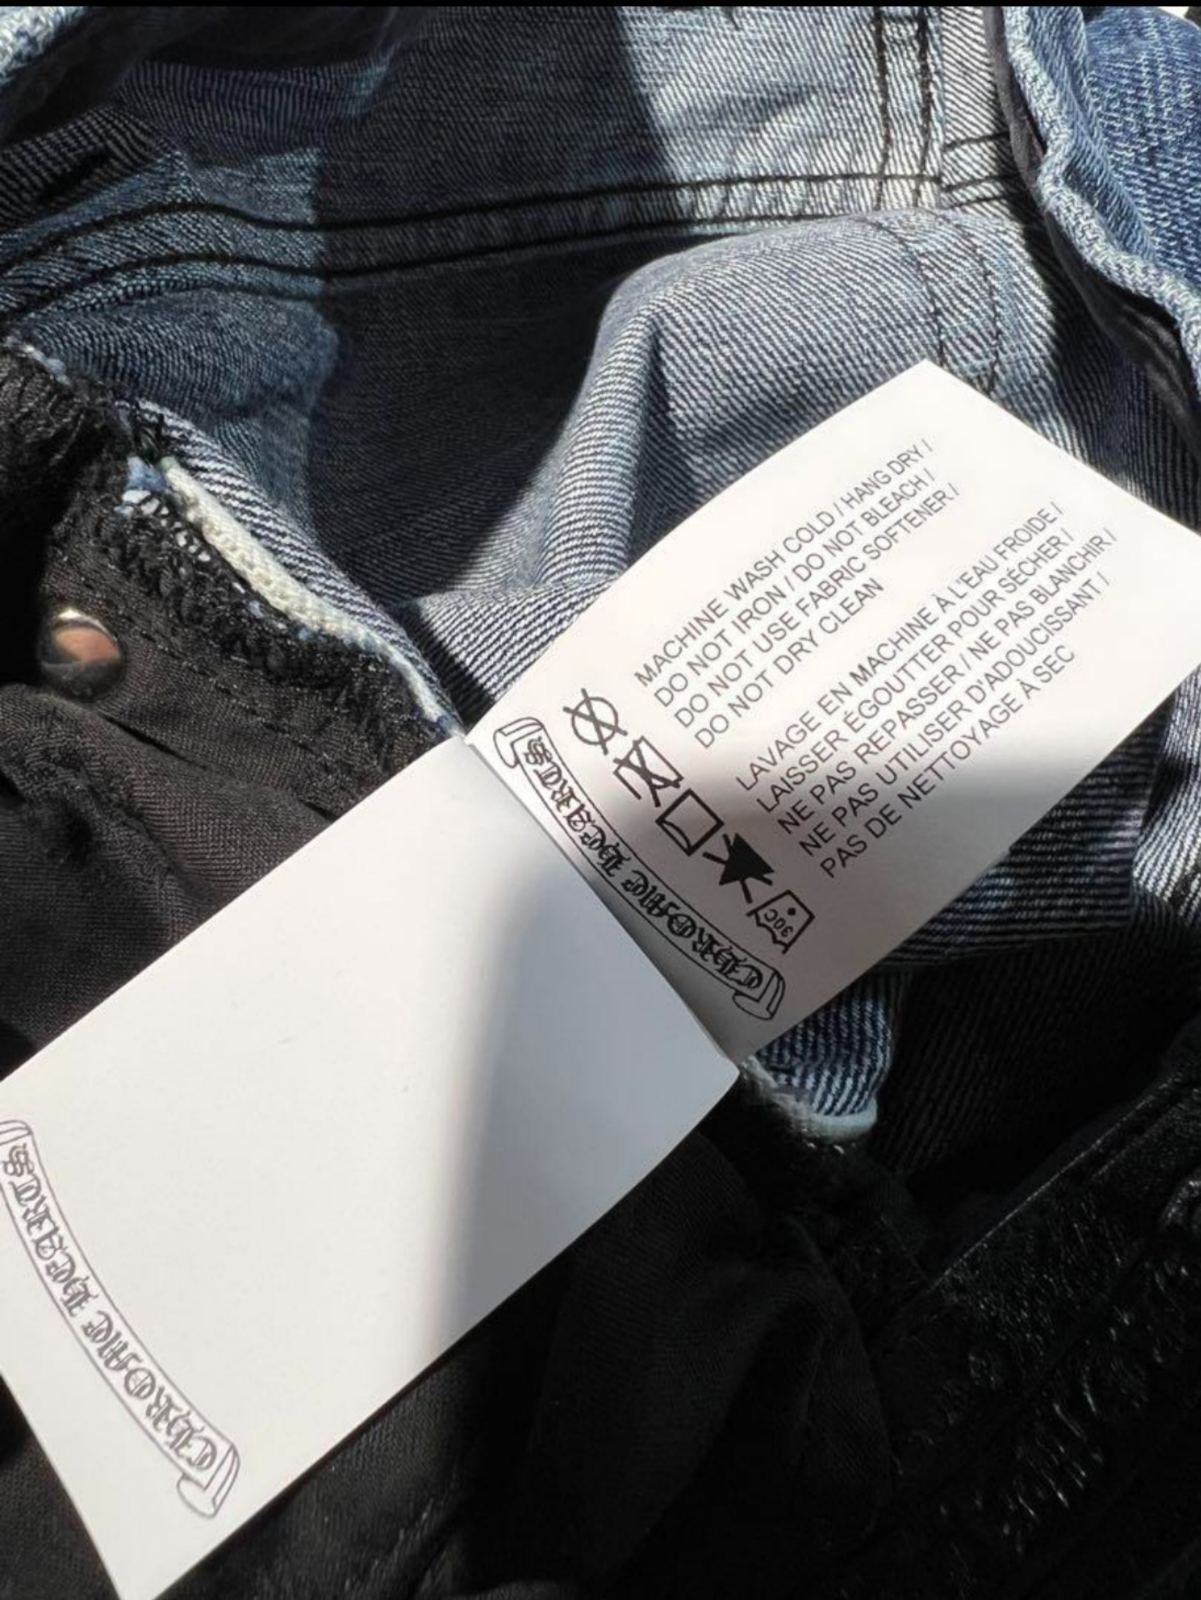 MACHINE WASH COLD / HANG DRY /
DO NOT IRON / DO NOT BLEACH /
DO NOT USE FABRIC SOFTENER /
DO NOT DRY CLEAN
LAVAGE EN MACHINE À L'EAU FROIDE /
LAISSER ÉGOUTTER POUR SÉCHER /
NE PAS REPASSER / NE PAS BLANCHIR /
NE PAS UTILISER D'ADOUCISSANT /
PAS DE NETTOYAGE À SEC
30C
CHROME HEARTS
CHROME HEARTS